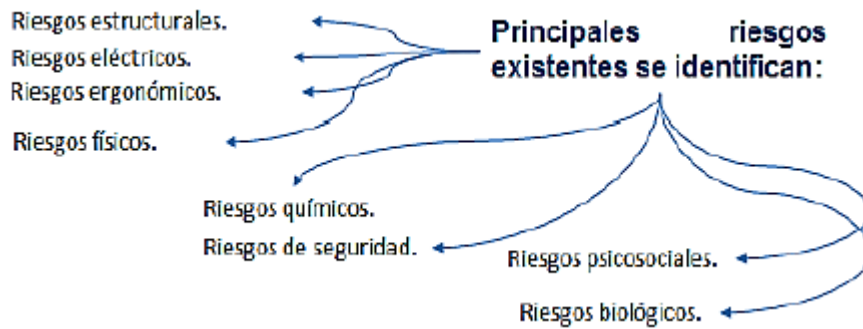 Principales riesgos
existentes se identifican:
Riesgos estructurales.
Riesgos eléctricos.
Riesgos ergonómicos.
Riesgos físicos.
Riesgos químicos.
Riesgos de seguridad.
Riesgos psicosociales.
Riesgos biológicos.